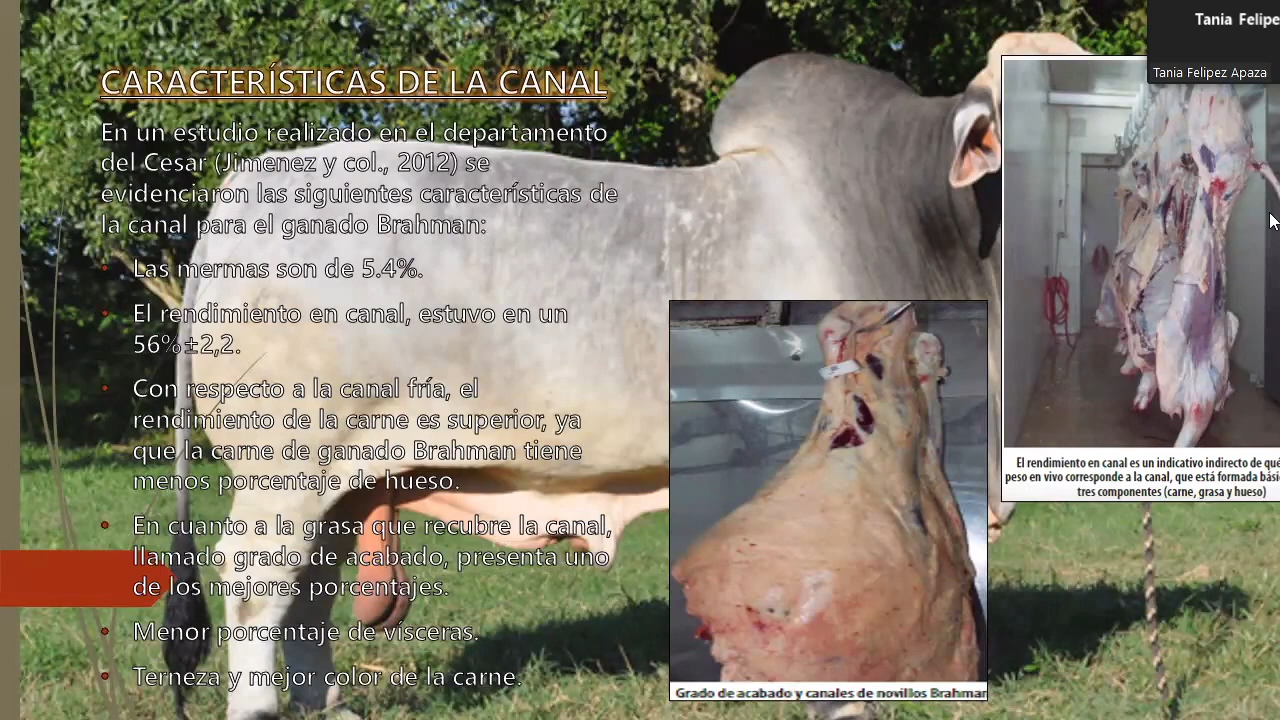 CARACTERÍSTICAS DE LA CANAL
En un estudio realizado en el departamento
del Cesar (Jimenez y col., 2012) se
evidenciaron las siguientes características de
la canal para el ganado Brahman:
• Las mermas son de 5.4%.
• El rendimiento en canal, estuvo en un
56%±2,2.
• Con respecto a la canal fría, el
rendimiento de la carne es superior, ya
que la carne de ganado Brahman tiene
menos porcentaje de hueso.
• En cuanto a la grasa que recubre la canal,
llamado grado de acabado, presenta uno
de los mejores porcentajes.
• Menor porcentaje de vísceras.
• Terneza y mejor color de la carne.
Grado de acabado y canales de novillos Brahman
El rendimiento en canal es un indicativo indirecto de qué
peso en vivo corresponde a la canal, que está formada
tres componentes (carne, grasa y hueso)
Tania Felipe
Tania Felipez Apaza